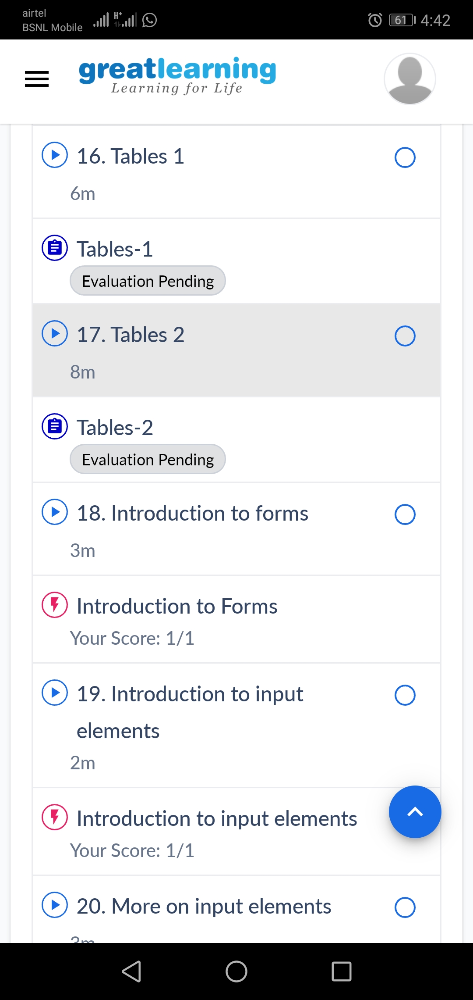 airtel
BSNL Mobile
H+
61
4:42
greatlearning
Learning for Life
16. Tables 1
6m
Tables-1
Evaluation Pending
17. Tables 2
8m
Tables-2
Evaluation Pending
18. Introduction to forms
3m
Introduction to Forms
Your Score: 1/1
19. Introduction to input
elements
2m
Introduction to input elements
Your Score: 1/1
20. More on input elements